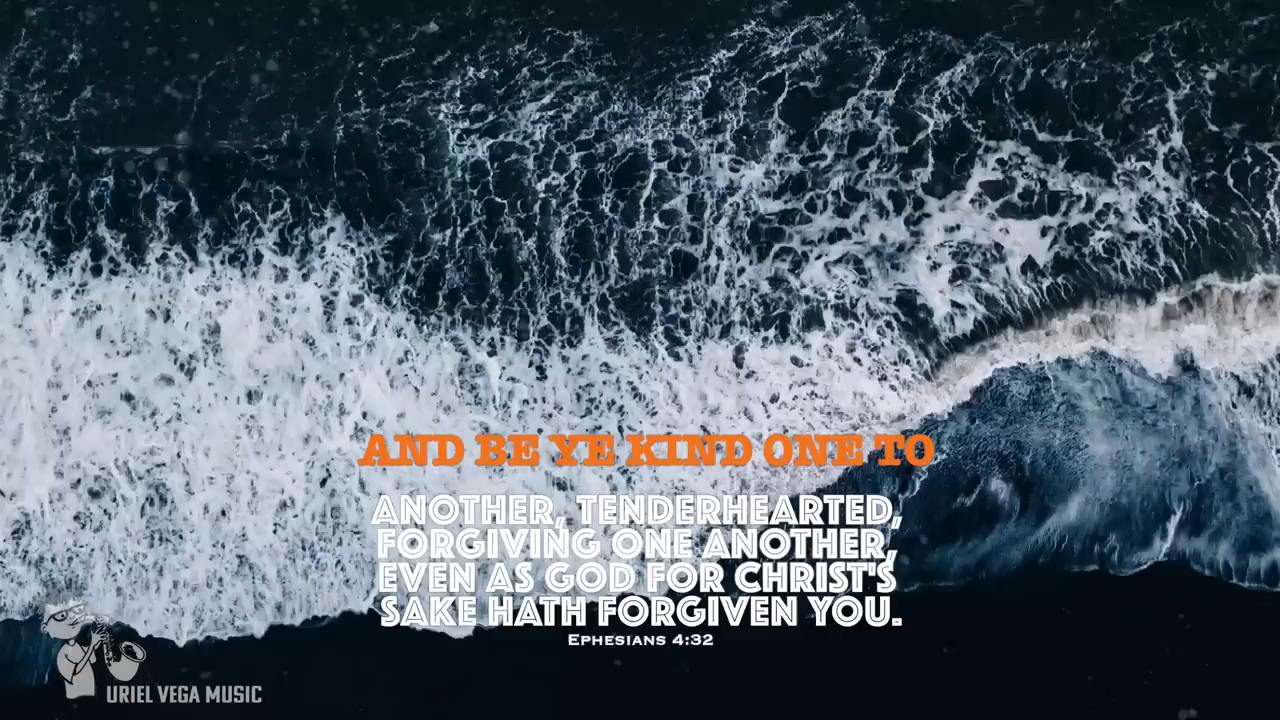 AND BE YE KIND ONE TO
ANOTHER, TENDERHEARTED,
FORGIVING ONE ANOTHER,
EVEN AS GOD FOR CHRIST'S
SAKE HATH FORGIVEN YOU.
EPHESIANS 4:32
URIEL VEGA MUSIC